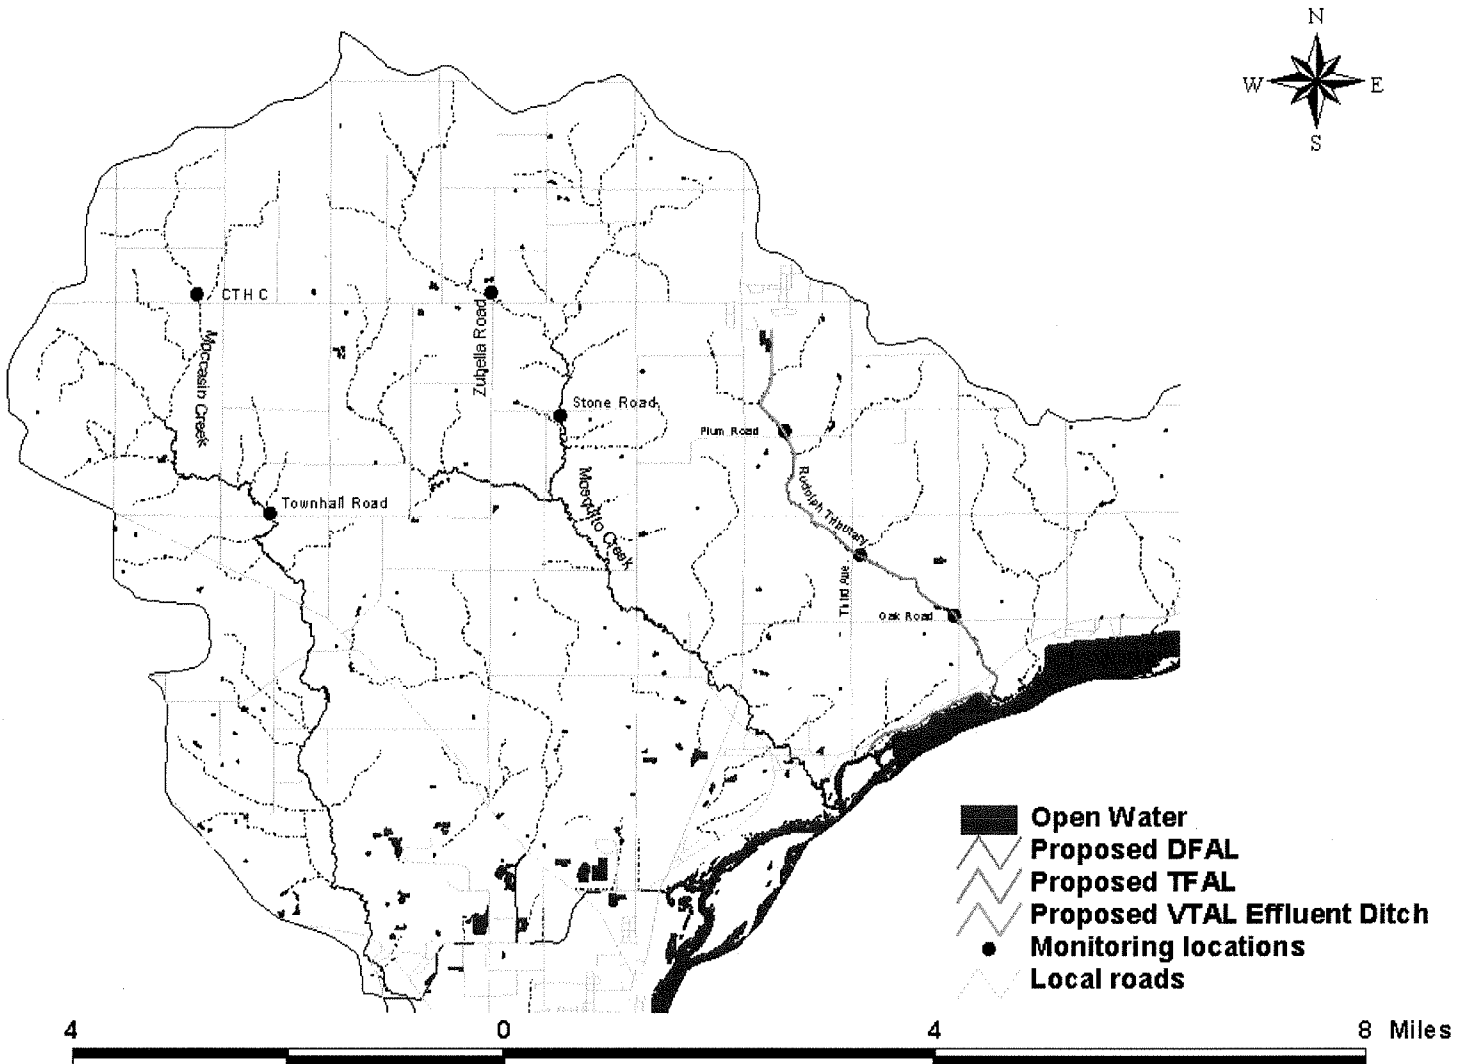 N
W E
S
CTH C
Moccasin Creek
Zubella Road
Stone Road
Plum Road
Mosquito Creek
Rudolph Tributary
Townhall Road
Third Ave.
Oak Road
Open Water
Proposed DFAL
Proposed TFAL
Proposed VTAL Effluent Ditch
Monitoring locations
Local roads
4 0 4 8 Miles